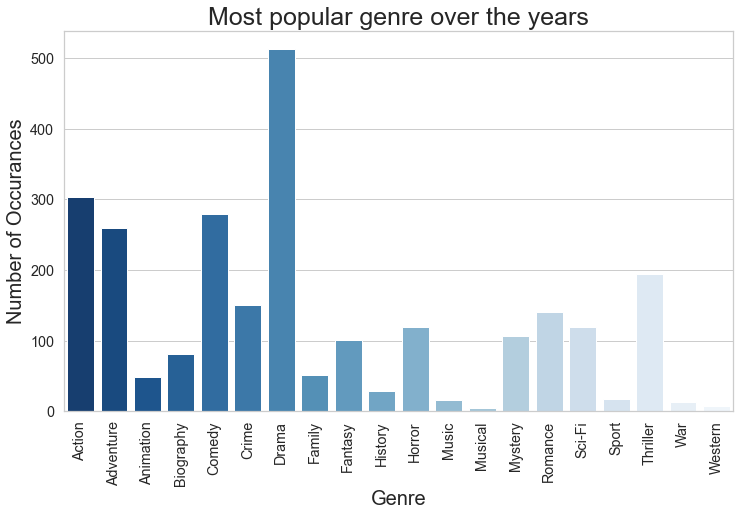 Most popular genre over the years
Number of Occurances
500
400
300
200
100
0
Action
Adventure
Animation
Biography
Comedy
Crime
Drama
Family
Fantasy
History
Horror
Music
Musical
Mystery
Romance
Sci-Fi
Sport
Thriller
War
Western
Genre